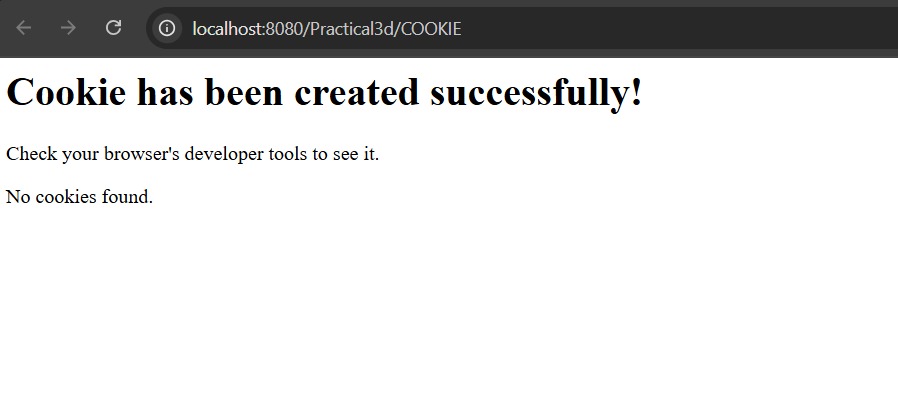 localhost:8080/Practical3d/COOKIE
Cookie has been created successfully!
Check your browser's developer tools to see it.
No cookies found.